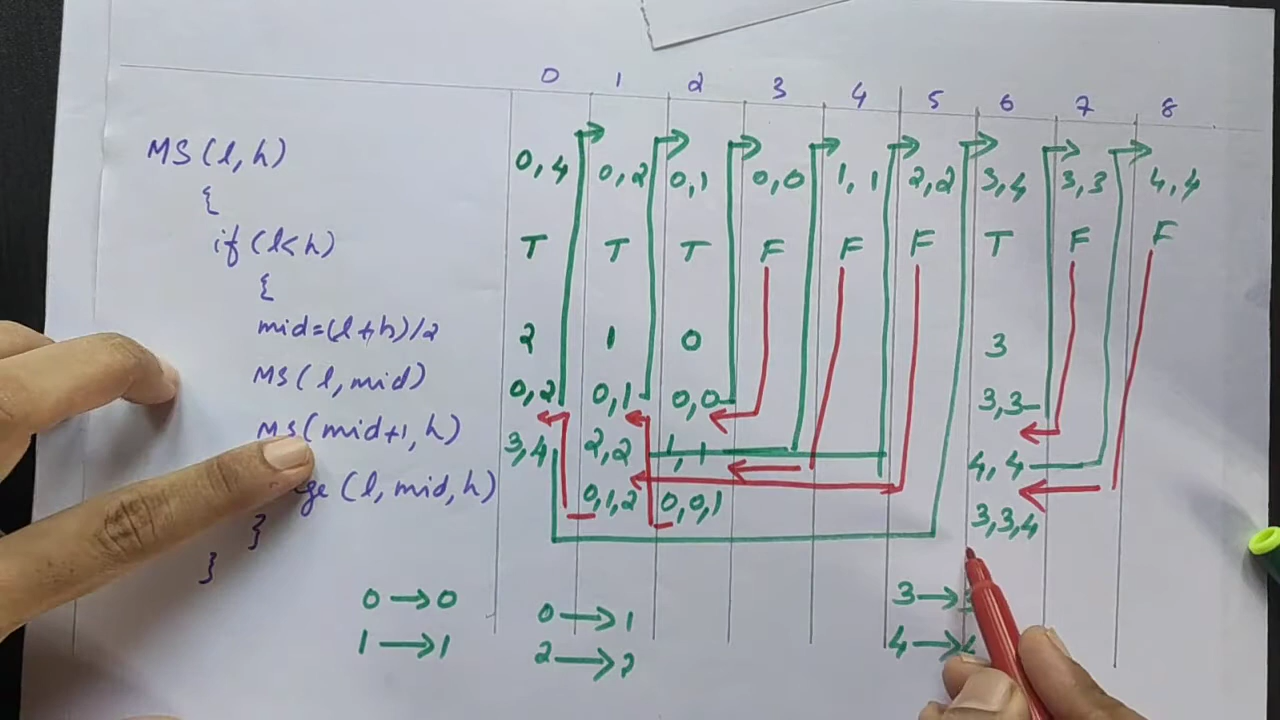 0 1 2 3 4 5 6 7 8
MS(l,h)
{
if(l<h)
{
mid=(l+h)/2
MS(l,mid)
MS(mid+1,h)
(l,mid,h)
}
}
0,4 0,2 0,1 0,0 1,1 2,2 3,4 3,3 4,4
T T T F F F T F F
2 1 0 3
0,2 0,1 0,0 3,3
3,4 2,2 1,1 4,4
0,1,2 0,0,1 3,3,4
0→0 0→1 3→3
1→1 2→2 4→